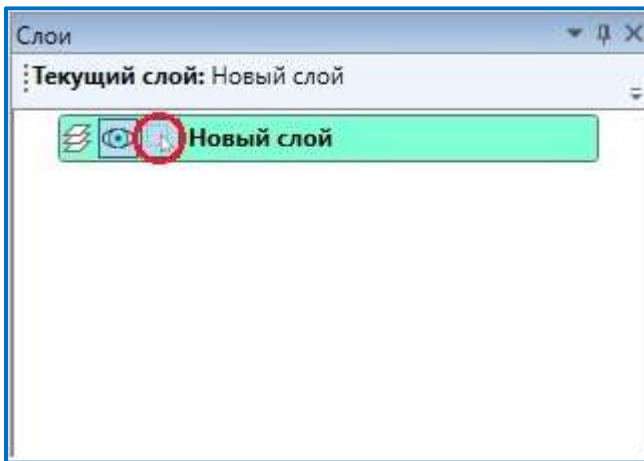 Слои
Текущий слой: Новый слой
Новый слой